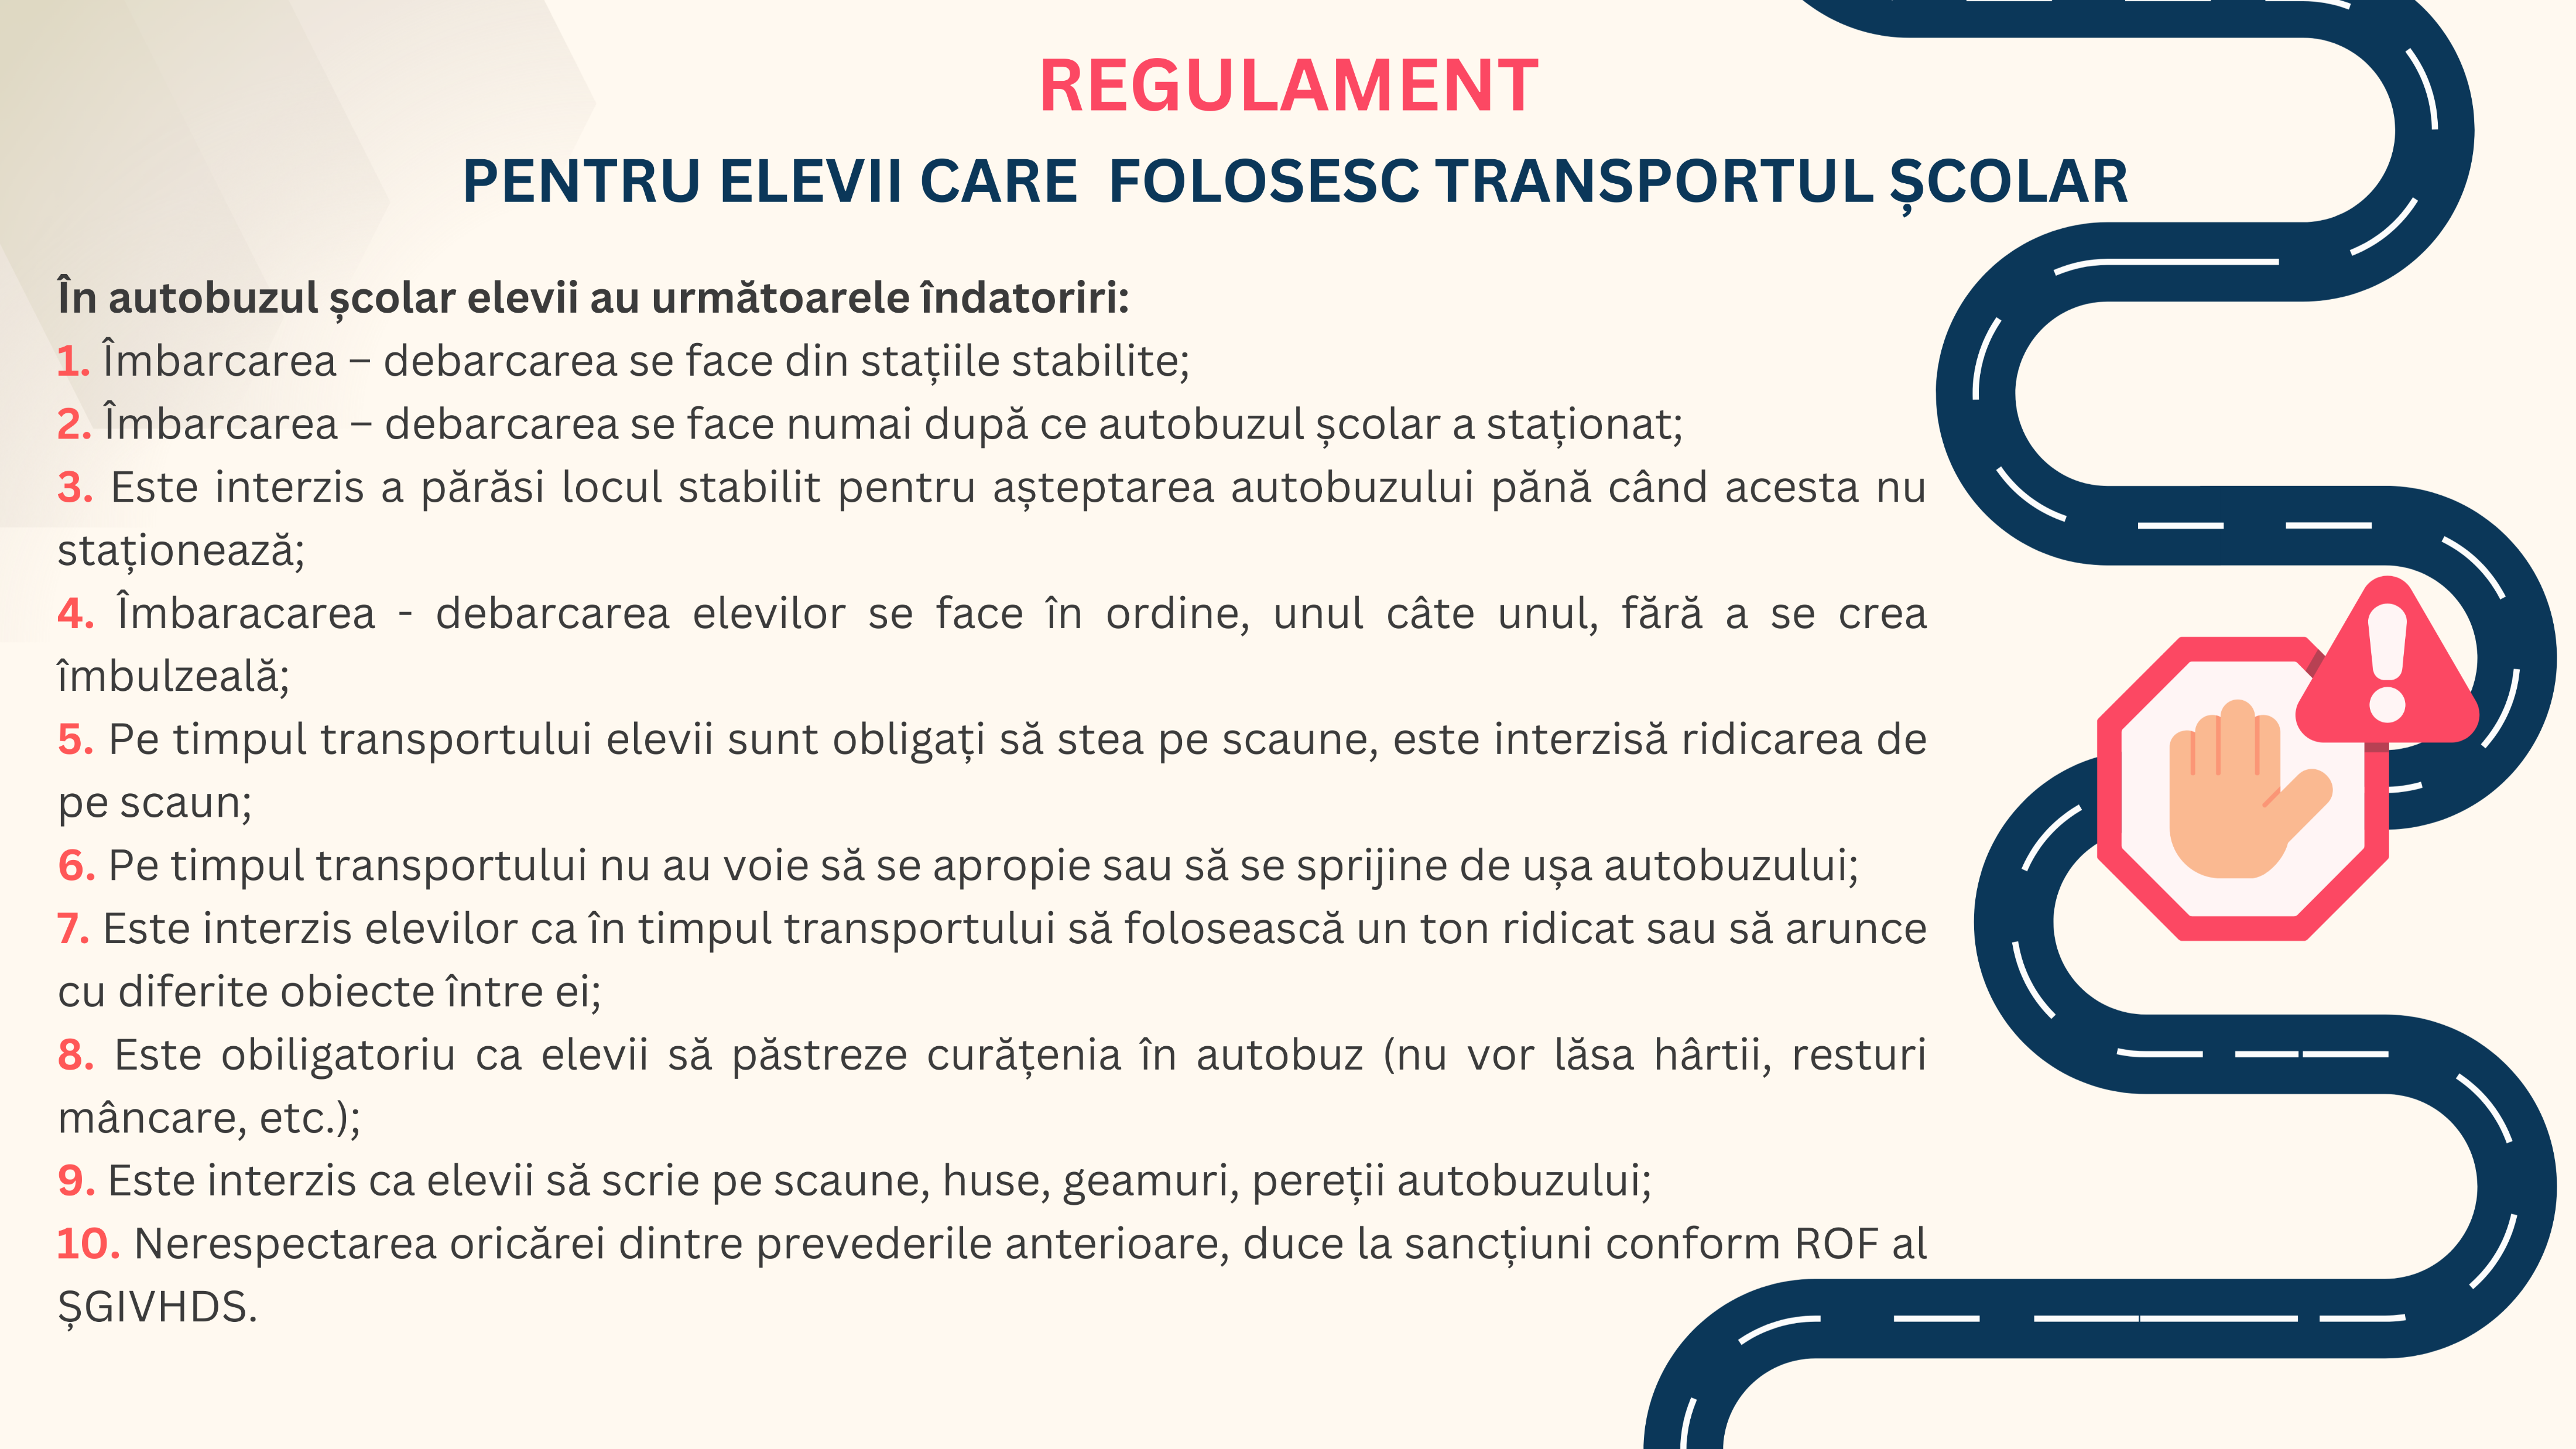 REGULAMENT
PENTRU ELEVII CARE FOLOSESC TRANSPORTUL ȘCOLAR
În autobuzul școlar elevii au următoarele îndatoriri:
1. Îmbarcarea – debarcarea se face din stațiile stabilite;
2. Îmbarcarea – debarcarea se face numai după ce autobuzul școlar a staționat;
3. Este interzis a părăsi locul stabilit pentru așteptarea autobuzului pănă când acesta nu
staționează;
4. Îmbaracarea - debarcarea elevilor se face în ordine, unul câte unul, fără a se crea
îmbulzeală;
5. Pe timpul transportului elevii sunt obligați să stea pe scaune, este interzisă ridicarea de
pe scaun;
6. Pe timpul transportului nu au voie să se apropie sau să se sprijine de ușa autobuzului;
7. Este interzis elevilor ca în timpul transportului să folosească un ton ridicat sau să arunce
cu diferite obiecte între ei;
8. Este obiligatoriu ca elevii să păstreze curățenia în autobuz (nu vor lăsa hârtii, resturi
mâncare, etc.);
9. Este interzis ca elevii să scrie pe scaune, huse, geamuri, pereții autobuzului;
10. Nerespectarea oricărei dintre prevederile anterioare, duce la sancțiuni conform ROF al
ȘGIVHDS.